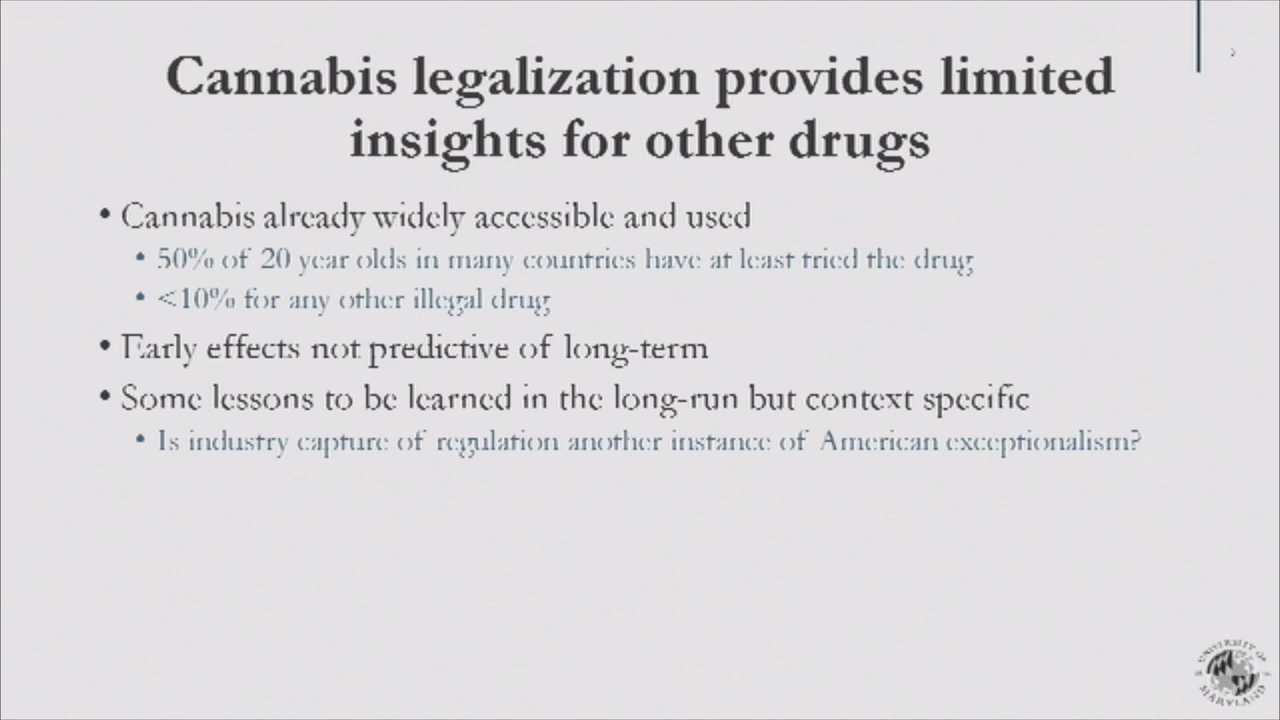 Cannabis legalization provides limited
insights for other drugs
• Cannabis already widely accessible and used
• 50% of 20 year olds in many countries have at least tried the drug
• <10% for any other illegal drug
• Early effects not predictive of long-term
• Some lessons to be learned in the long-run but context specific
• Is industry capture of regulation another instance of American exceptionalism?
UNIVERSITY OF
MARYLAND